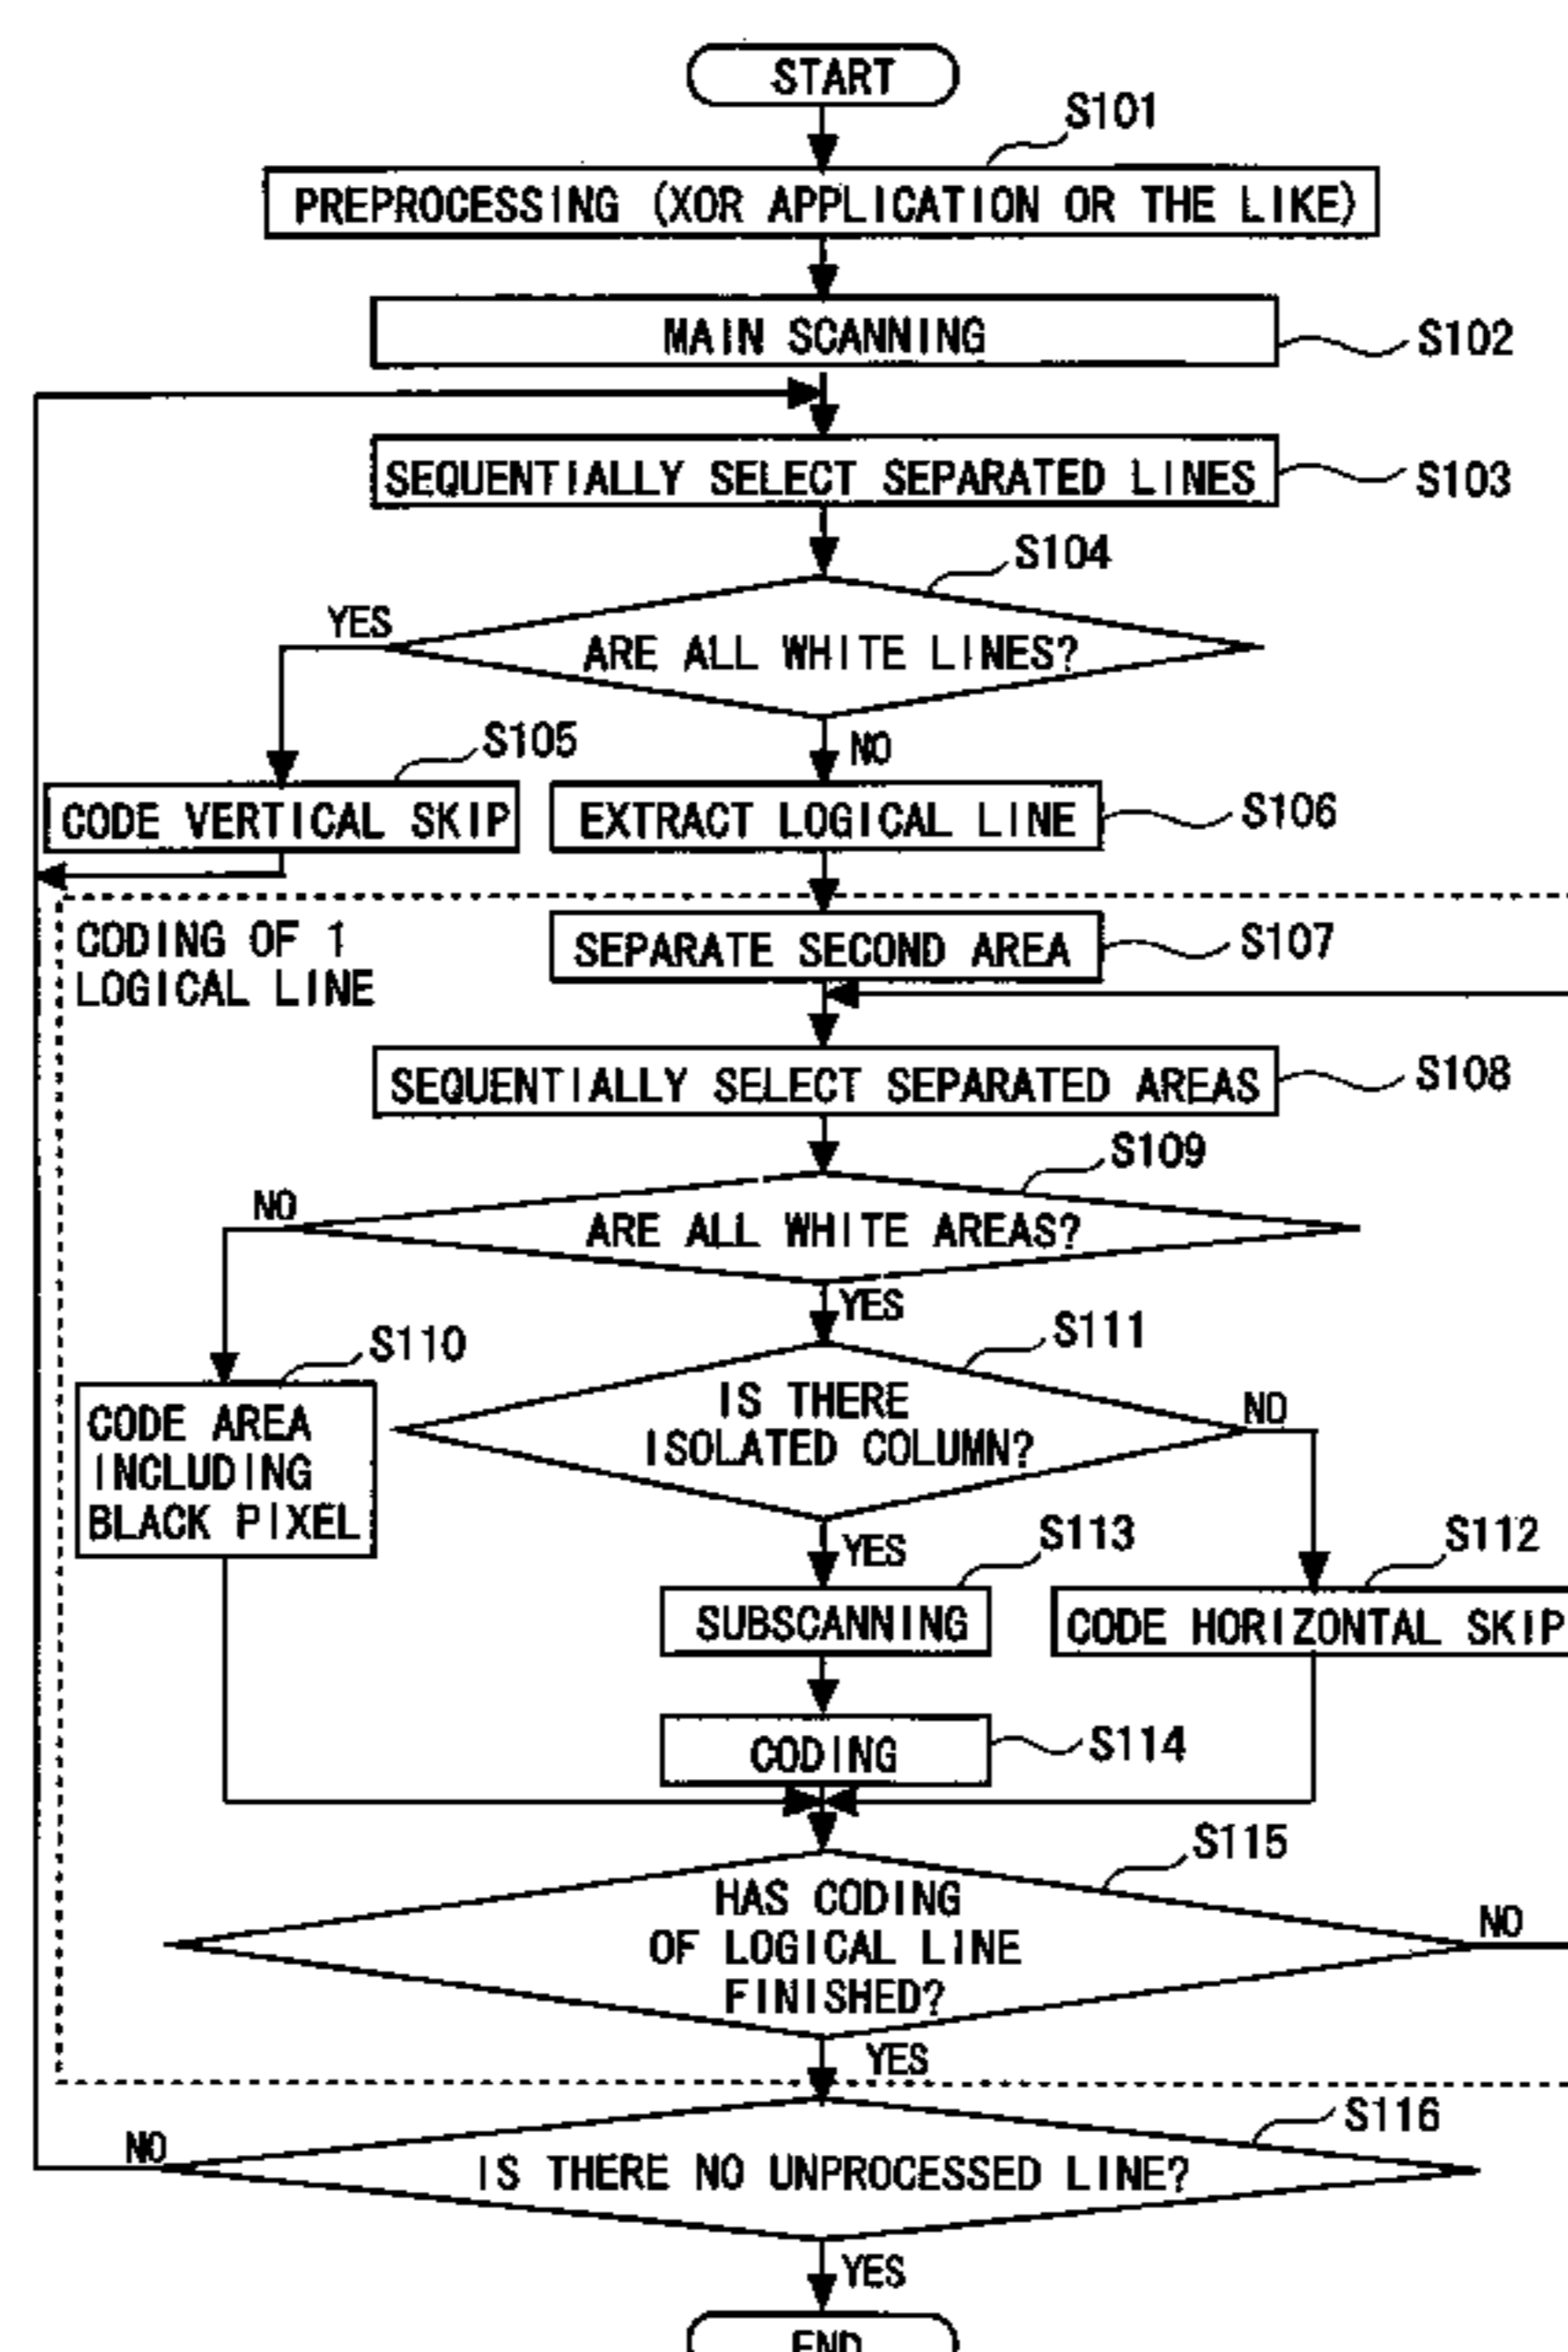 START
S101
PREPROCESSING (XOR APPLICATION OR THE LIKE)
MAIN SCANNING
S102
SEQUENTIALLY SELECT SEPARATED LINES
S103
S104
YES
ARE ALL WHITE LINES?
S105
NO
CODE VERTICAL SKIP
EXTRACT LOGICAL LINE
S106
CODING OF 1
LOGICAL LINE
SEPARATE SECOND AREA
S107
SEQUENTIALLY SELECT SEPARATED AREAS
S108
S109
NO
ARE ALL WHITE AREAS?
YES
S110
S111
CODE AREA
INCLUDING
BLACK PIXEL
IS THERE
ISOLATED COLUMN?
NO
YES
S113
S112
SUBSCANNING
CODE HORIZONTAL SKIP
CODING
S114
S115
HAS CODING
OF LOGICAL LINE
FINISHED?
NO
YES
S116
NO
IS THERE NO UNPROCESSED LINE?
YES
END